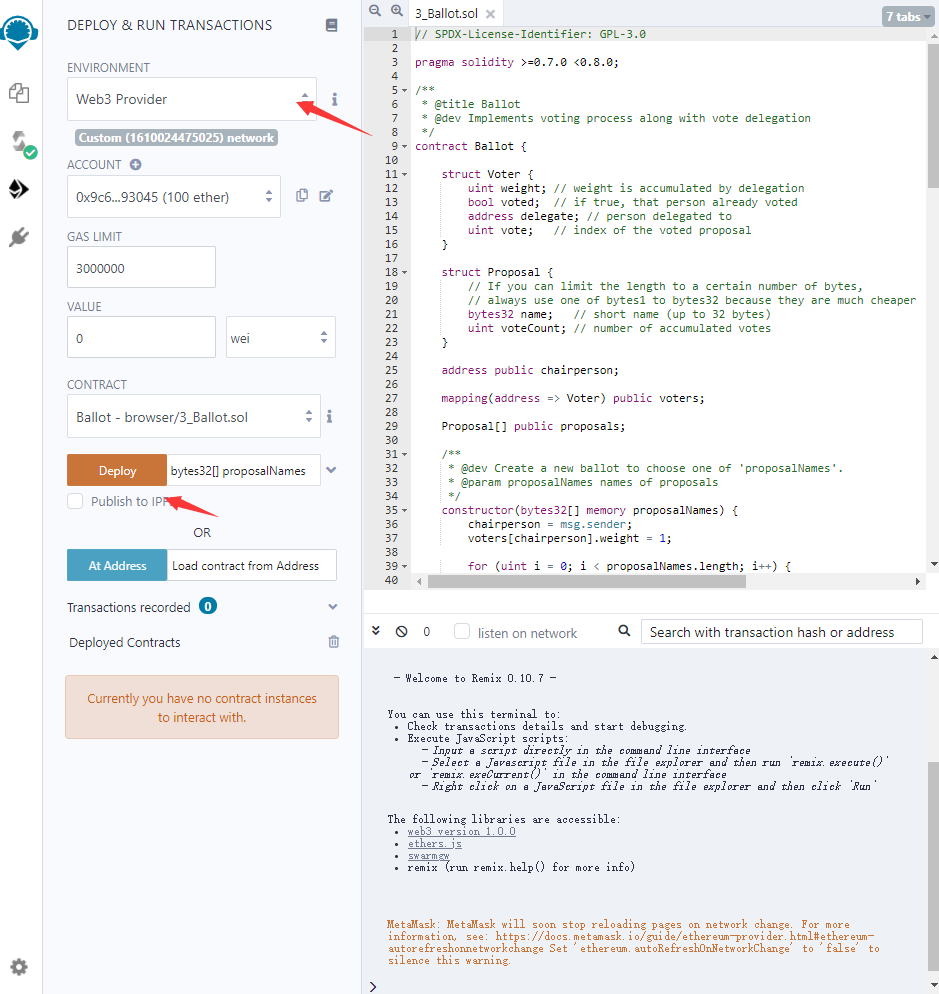 DEPLOY & RUN TRANSACTIONS
ENVIRONMENT
Web3 Provider
Custom (1610024475025) network
ACCOUNT
0x9c6...93045 (100 ether)
GAS LIMIT
3000000
VALUE
0
wei
CONTRACT
Ballot - browser/3_Ballot.sol
Deploy
bytes32[] proposalNames
Publish to
OR
At Address
Load contract from Address
Transactions recorded 0
Deployed Contracts
Currently you have no contract instances
to interact with.
3_Ballot.sol
7 tabs
1 // SPDX-License-Identifier: GPL-3.0
2
3 pragma solidity >=0.7.0 <0.8.0;
4
5 /**
6 * @title Ballot
7 * @dev Implements voting process along with vote delegation
8 */
9 contract Ballot {
10
11 struct Voter {
12 uint weight; // weight is accumulated by delegation
13 bool voted; // if true, that person already voted
14 address delegate; // person delegated to
15 uint vote; // index of the voted proposal
16 }
17
18 struct Proposal {
19 // If you can limit the length to a certain number of bytes,
20 // always use one of bytes1 to bytes32 because they are much cheaper
21 bytes32 name; // short name (up to 32 bytes)
22 uint voteCount; // number of accumulated votes
23 }
24
25 address public chairperson;
26
27 mapping(address => Voter) public voters;
28
29 Proposal[] public proposals;
30
31 /**
32 * @dev Create a new ballot to choose one of 'proposalNames'.
33 * @param proposalNames names of proposals
34 */
35 constructor(bytes32[] memory proposalNames) {
36 chairperson = msg.sender;
37 voters[chairperson].weight = 1;
38
39 for (uint i = 0; i < proposalNames.length; i++) {
40
0
listen on network
Search with transaction hash or address
- Welcome to Remix 0.10.7 -
You can use this terminal to:
• Check transactions details and start debugging.
• Execute JavaScript scripts:
- Input a script directly in the command line interface
- Select a Javascript file in the file explorer and then run `remix.execute()`
or `remix.exeCurrent()` in the command line interface
- Right click on a JavaScript file in the file explorer and then click `Run`
The following libraries are accessible:
• web3 version 1.0.0
• ethers.js
• swarmgw
• remix (run remix.help() for more info)
MetaMask: MetaMask will soon stop reloading pages on network change. For more
information, see: https://docs.metamask.io/guide/ethereum-provider.html#ethereum-
autorefreshonnetworkchange Set 'ethereum.autoRefreshOnNetworkChange' to 'false' to
silence this warning.
>